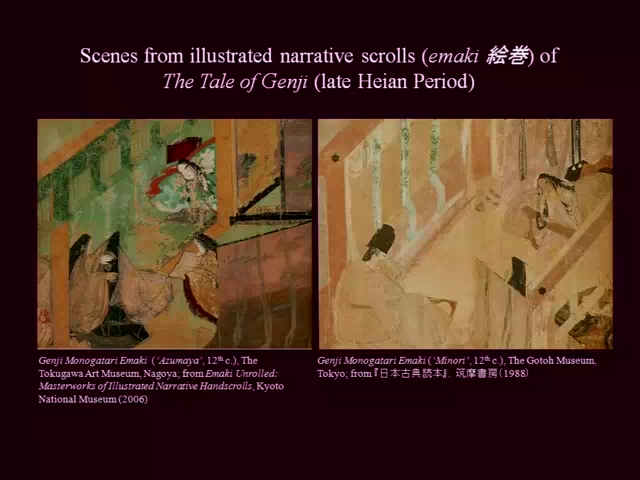 Scenes from illustrated narrative scrolls (emaki 絵巻) of
The Tale of Genji (late Heian Period)
Genji Monogatari Emaki ('Azumaya', 12th c.), The
Tokugawa Art Museum, Nagoya; from Emaki Unrolled:
Masterworks of Illustrated Narrative Handscrolls, Kyoto
National Museum (2006)
Genji Monogatari Emaki ('Minori', 12th c.), The Gotoh Museum,
Tokyo; from『日本古典読本』、筑摩書房(1988)